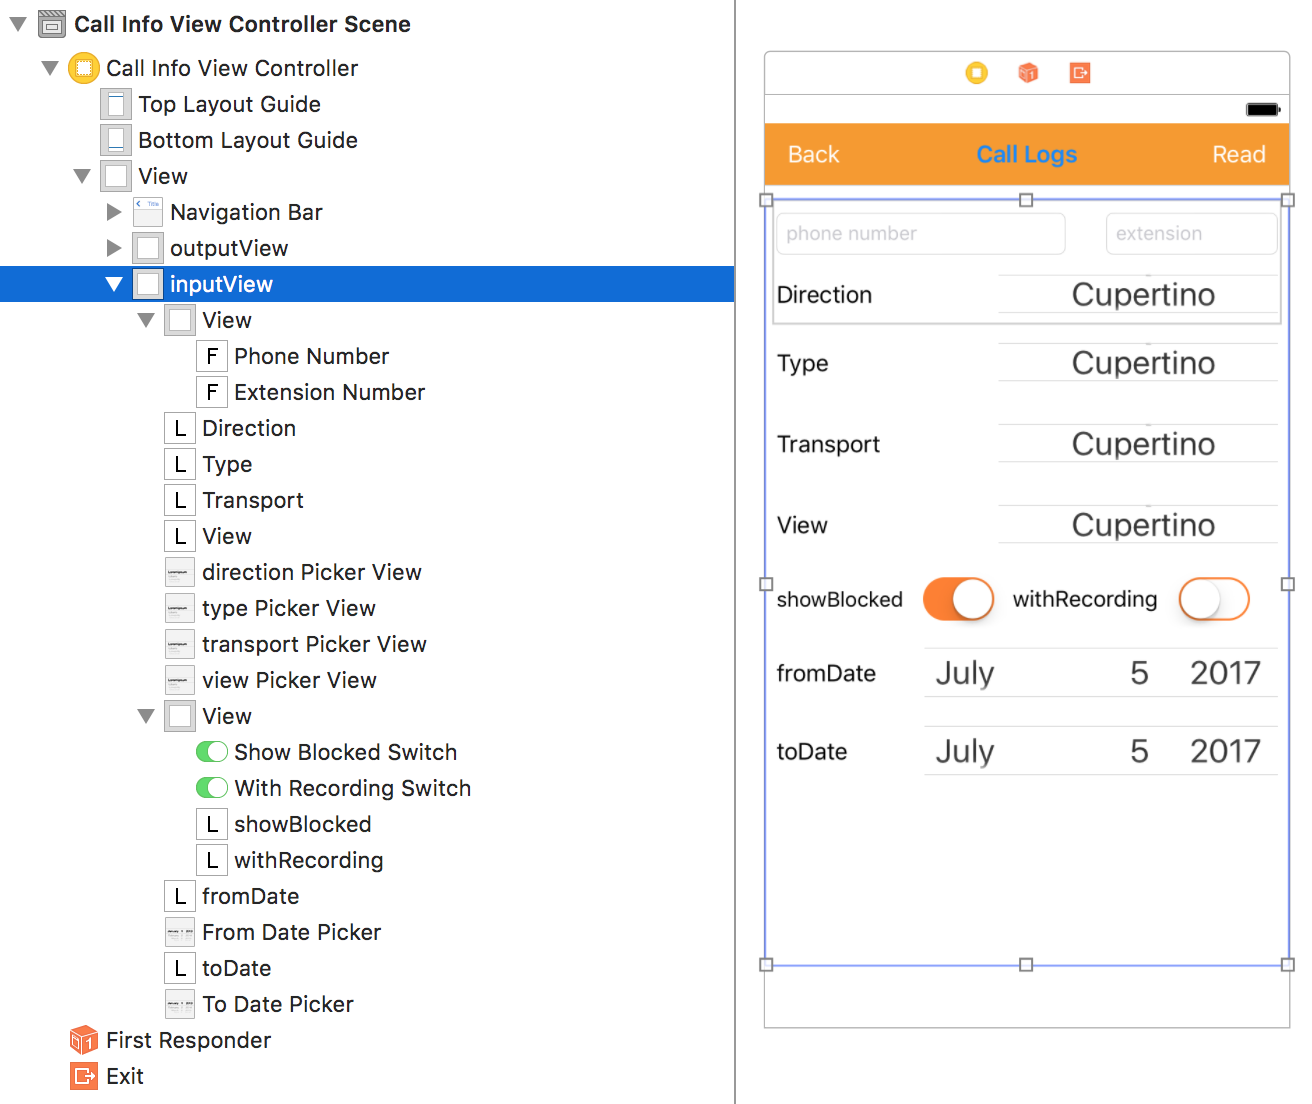 Call Info View Controller Scene
Call Info View Controller
Top Layout Guide
Bottom Layout Guide
View
Navigation Bar
outputView
inputView
View
F Phone Number
F Extension Number
L Direction
L Type
L Transport
L View
direction Picker View
type Picker View
transport Picker View
view Picker View
View
Show Blocked Switch
With Recording Switch
L showBlocked
L withRecording
L fromDate
From Date Picker
L toDate
To Date Picker
First Responder
Exit
Back Call Logs Read
phone number extension
Direction Cupertino
Type Cupertino
Transport Cupertino
View Cupertino
showBlocked withRecording
fromDate July 5 2017
toDate July 5 2017